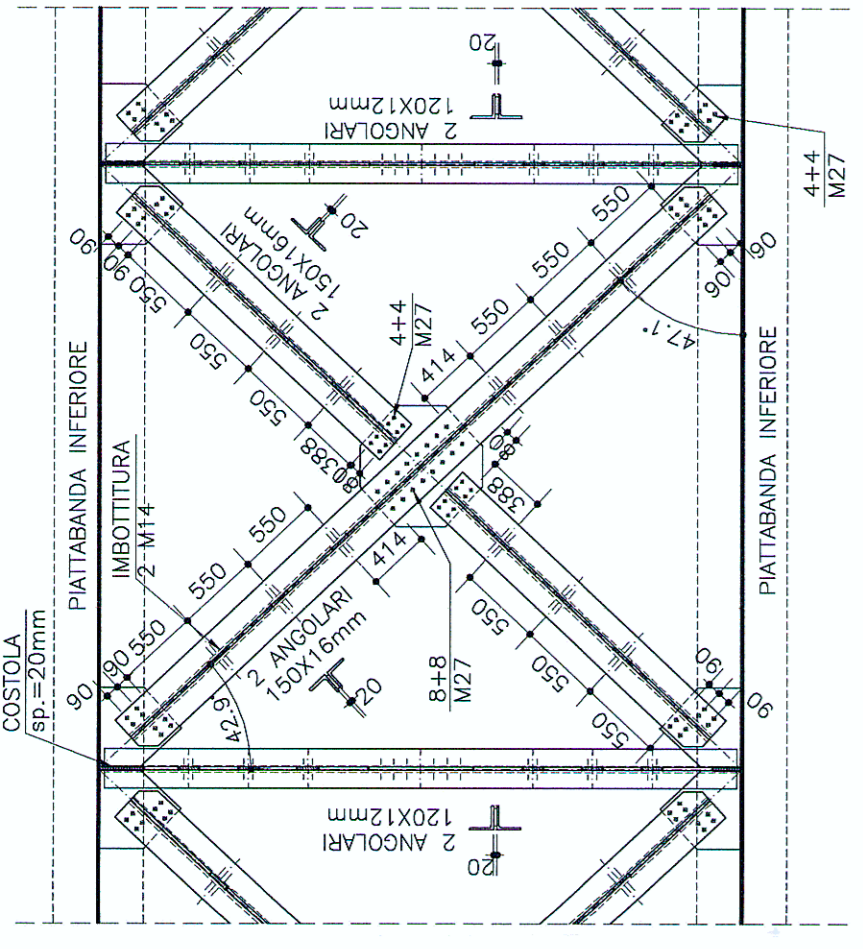 20
2 ANGOLARI
120X12mm
4+4
M27
90
90
550
550
550
388
80
2 ANGOLARI
150X16mm
20
4+4
M27
550
550
550
550
414
90
90
47.1°
PIATTABANDA INFERIORE
PIATTABANDA INFERIORE
IMBOTTITURA
2 M14
COSTOLA
sp.=20mm
90
90
550
550
550
550
414
42.9°
2 ANGOLARI
150X16mm
20
8+8
M27
80
388
550
550
550
90
90
2 ANGOLARI
120X12mm
20